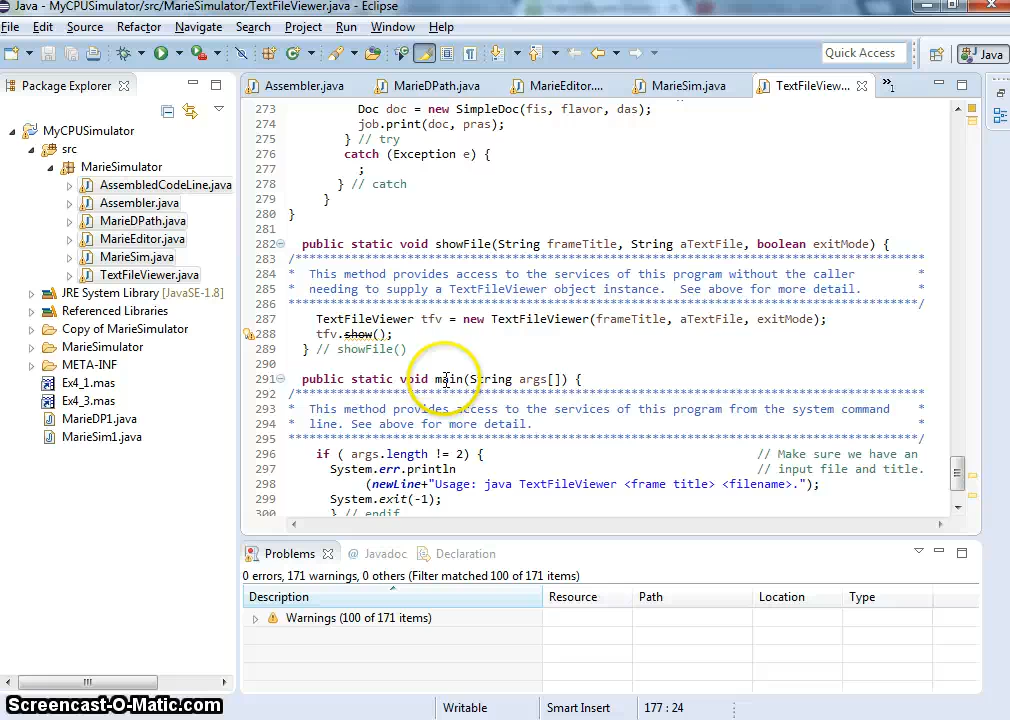 Java - MyCPUSimulator/src/MarieSimulator/TextFileViewer.java - Eclipse
File Edit Source Refactor Navigate Search Project Run Window Help
Quick Access
Java
Package Explorer
Assembler.java MarieDPath.java MarieEditor.... MarieSim.java TextFileView... »1
MyCPUSimulator
src
MarieSimulator
AssembledCodeLine.java
Assembler.java
MarieDPath.java
MarieEditor.java
MarieSim.java
TextFileViewer.java
JRE System Library [JavaSE-1.8]
Referenced Libraries
Copy of MarieSimulator
MarieSimulator
META-INF
Ex4_1.mas
Ex4_3.mas
MarieDP1.java
MarieSim1.java
273 Doc doc = new SimpleDoc(fis, flavor, das);
274 job.print(doc, pras);
275 } // try
276 catch (Exception e) {
277 ;
278 } // catch
279 }
280 }
281
282 public static void showFile(String frameTitle, String aTextFile, boolean exitMode) {
283 /******************************************************************************************
284 * This method provides access to the services of this program without the caller *
285 * needing to supply a TextFileViewer object instance. See above for more detail. *
286 ******************************************************************************************/
287 TextFileViewer tfv = new TextFileViewer(frameTitle, aTextFile, exitMode);
288 tfv.show();
289 } // showFile()
290
291 public static void main(String args[]) {
292 /******************************************************************************************
293 * This method provides access to the services of this program from the system command *
294 * line. See above for more detail. *
295 ******************************************************************************************/
296 if ( args.length != 2) { // Make sure we have an
297 System.err.println // input file and title.
298 (newLine+"Usage: java TextFileViewer <frame title> <filename>.");
299 System.exit(-1);
300 } // endif
Problems @ Javadoc Declaration
0 errors, 171 warnings, 0 others (Filter matched 100 of 171 items)
Description Resource Path Location Type
Warnings (100 of 171 items)
Writable Smart Insert 177 : 24
Screencast-O-Matic.com